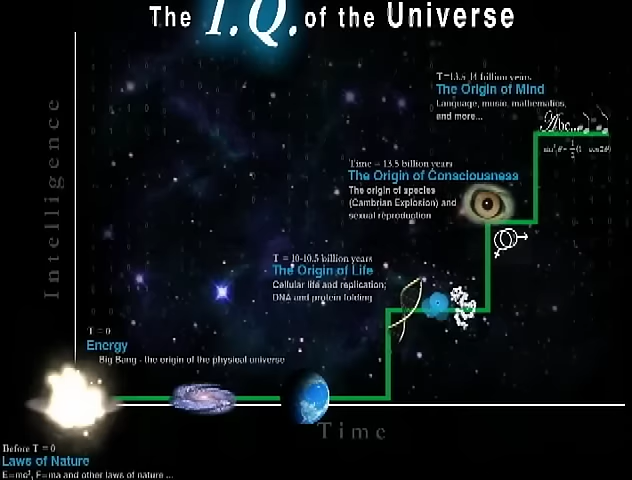 The I.Q. of the Universe
Intelligence
T=13.5-14 billion years
The Origin of Mind
Language, music, mathematics,
and more...
Abc...
Time = 13.5 billion years
The Origin of Consciousness
The origin of species
(Cambrian Explosion) and
sexual reproduction
T = 10-10.5 billion years
The Origin of Life
Cellular life and replication;
DNA and protein folding
T = 0
Energy
Big Bang - the origin of the physical universe
Time
Before T = 0
Laws of Nature
E=mc², F=ma and other laws of nature ...